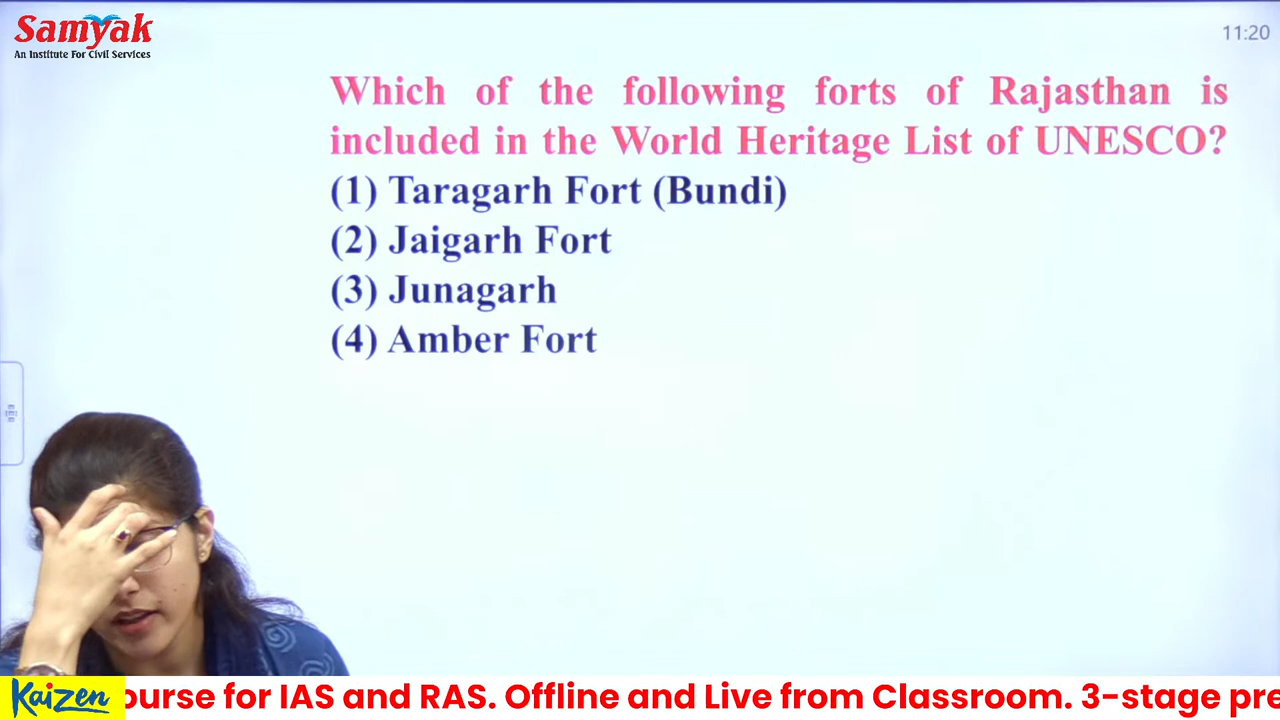 Samyak
An Institute For Civil Services
11:20
Which of the following forts of Rajasthan is
included in the World Heritage List of UNESCO?
(1) Taragarh Fort (Bundi)
(2) Jaigarh Fort
(3) Junagarh
(4) Amber Fort
Kaizen
ourse for IAS and RAS. Offline and Live from Classroom. 3-stage pre